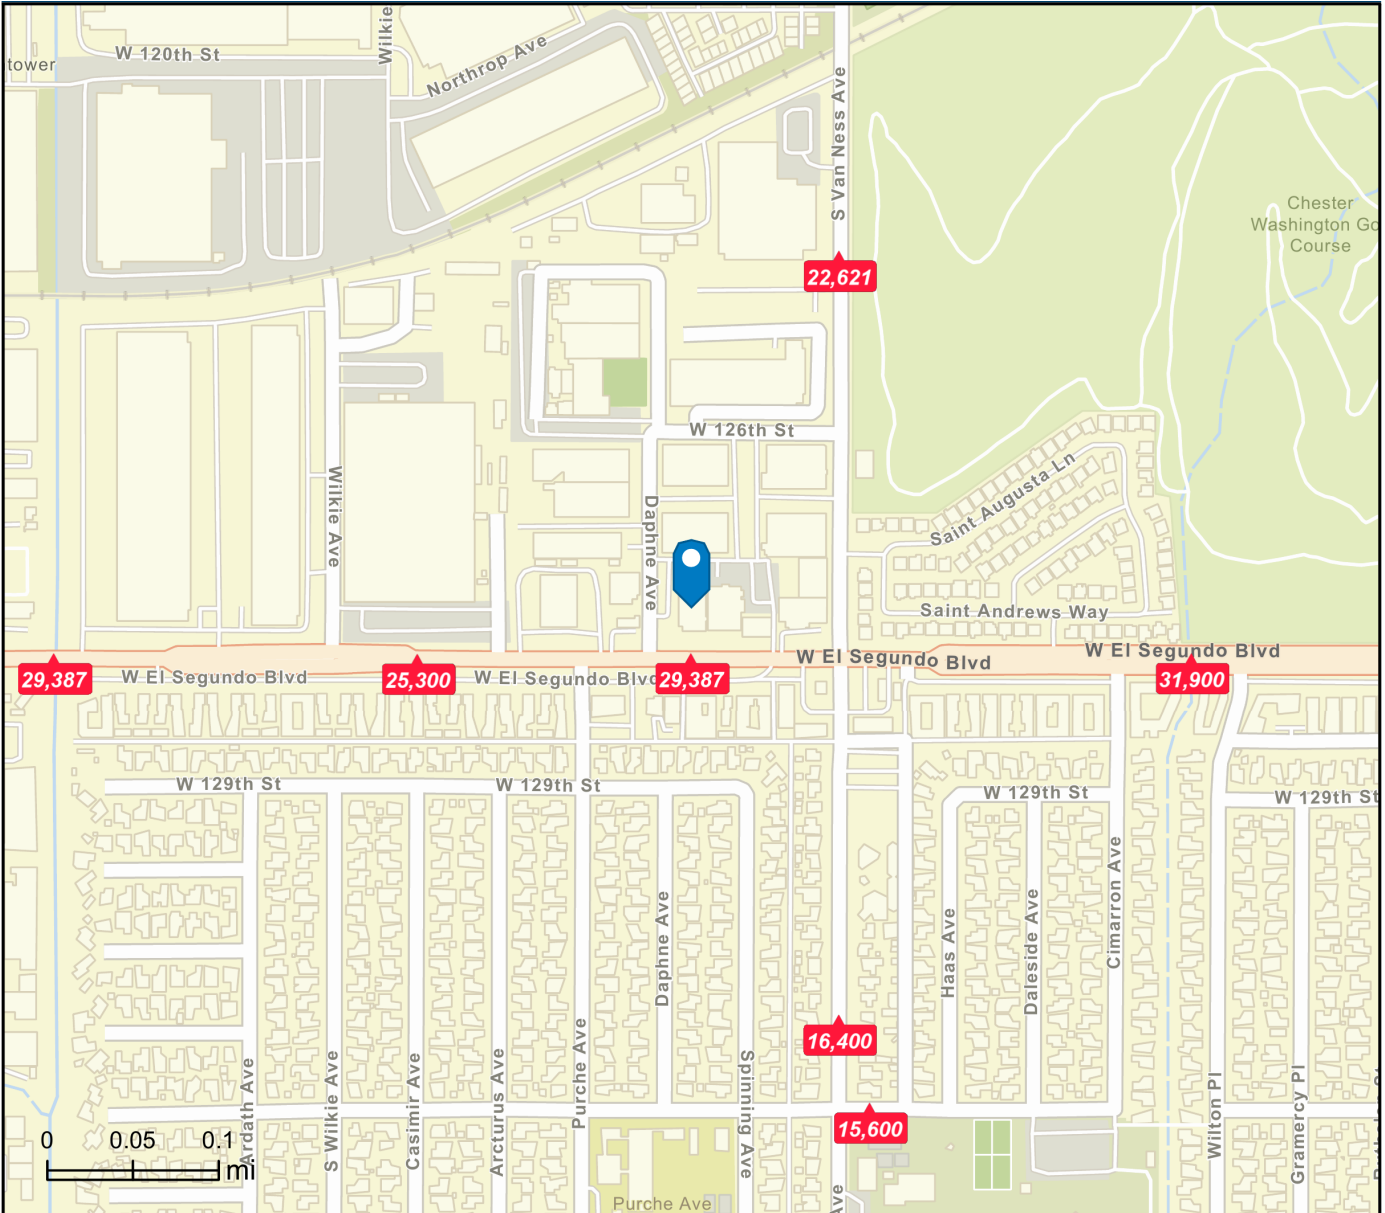 Wilkie
W 120th St
tower
Northrop Ave
S Van Ness Ave
Chester
Washington Go
Course
22,621
W 126th St
Wilkie Ave
Daphne Ave
Saint Augusta Ln
Saint Andrews Way
W El Segundo Blvd
W El Segundo Blvd
29,387
W El Segundo Blvd
25,300
W El Segundo Blvd
29,387
31,900
W 129th St
W 129th St
W 129th St
W 129th St
Daphne Ave
Haas Ave
Daleside Ave
Cimarron Ave
16,400
Ardath Ave
S Wilkie Ave
Casimir Ave
Arcturus Ave
Purche Ave
Spinning Ave
Wilton Pl
Gramercy Pl
15,600
0 0.05 0.1
mi
Purche Ave
Ave